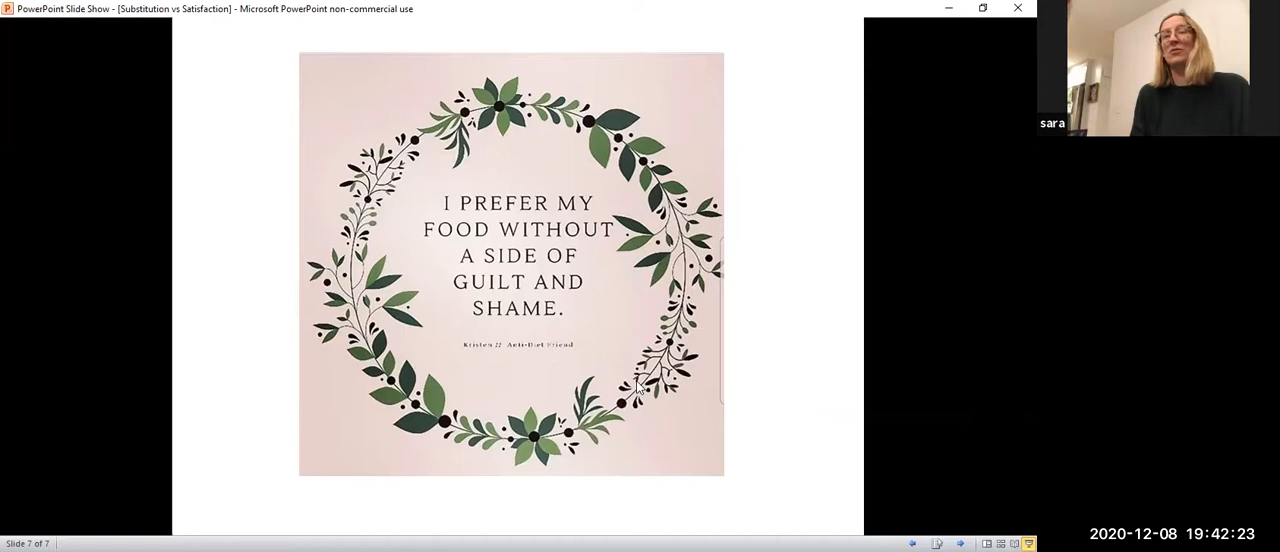 PowerPoint Slide Show - [Substitution vs Satisfaction] - Microsoft PowerPoint non-commercial use
sara
I PREFER MY
FOOD WITHOUT
A SIDE OF
GUILT AND
SHAME.
Kristen // Anti-Diet Friend
Slide 7 of 7
2020-12-08 19:42:23